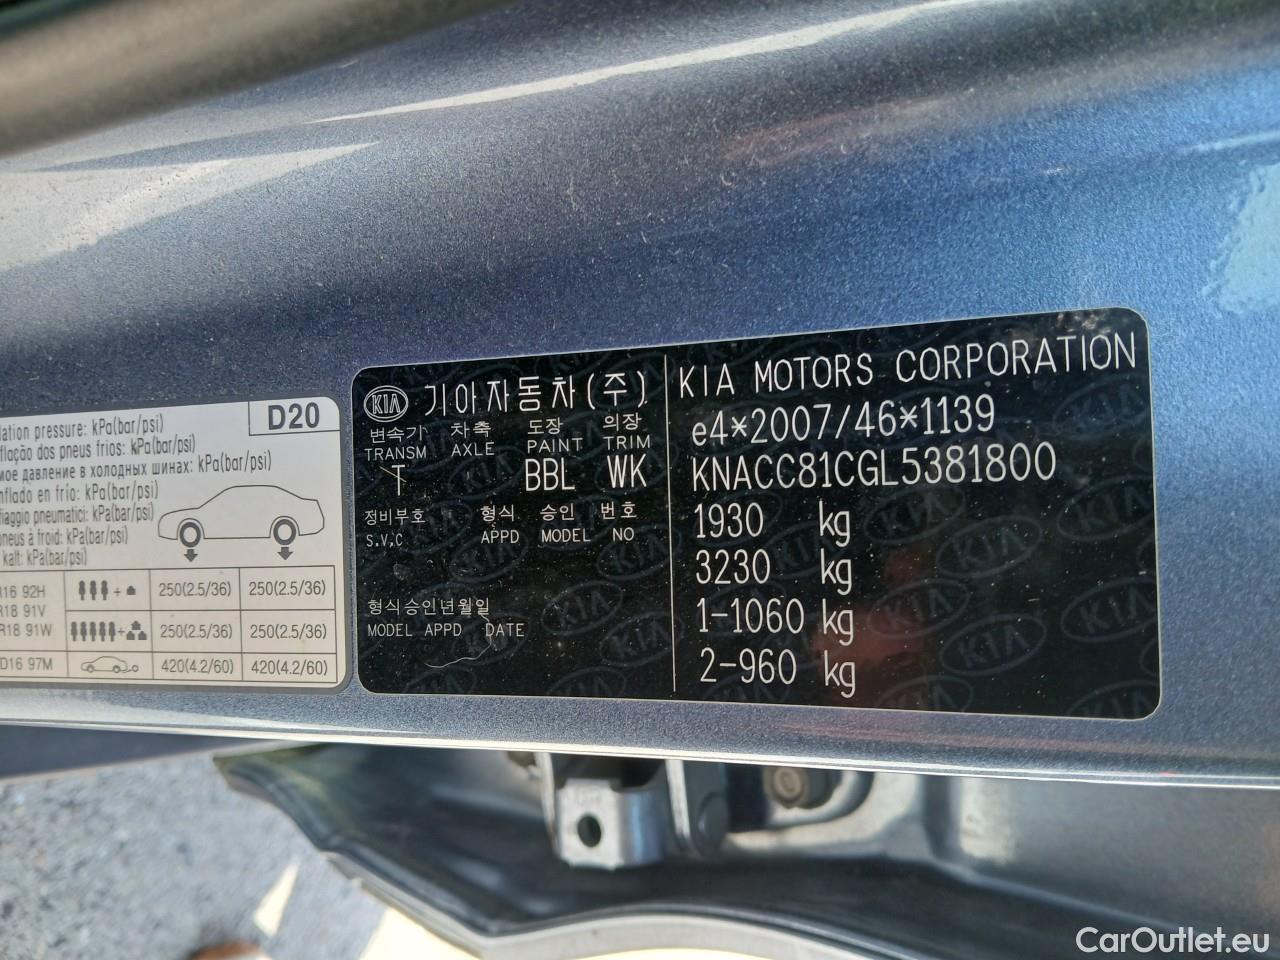 D20
lation pressure: kPa(bar/psi)
flação dos pneus frios: kPa(bar/psi)
мое давление в холодных шинах: kPa(bar/psi)
nflado en frío: kPa(bar/psi)
fiaggio pneumatici: kPa(bar/psi)
oneus à froid: kPa(bar/psi)
kalt: kPa(bar/psi)
R16 92H 250(2.5/36) 250(2.5/36)
R18 91V
R18 91W 250(2.5/36) 250(2.5/36)
D16 97M 420(4.2/60) 420(4.2/60)
KIA 기아자동차(주)
변속기 차축 도장 의장
TRANSM AXLE PAINT TRIM
T BBL WK
정비부호 형식 승인 번호
S.V.C APPD MODEL NO
형식승인년월일
MODEL APPD DATE
KIA MOTORS CORPORATION
e4*2007/46*1139
KNACC81CGL5381800
1930 kg
3230 kg
1-1060 kg
2-960 kg
CarOutlet.eu